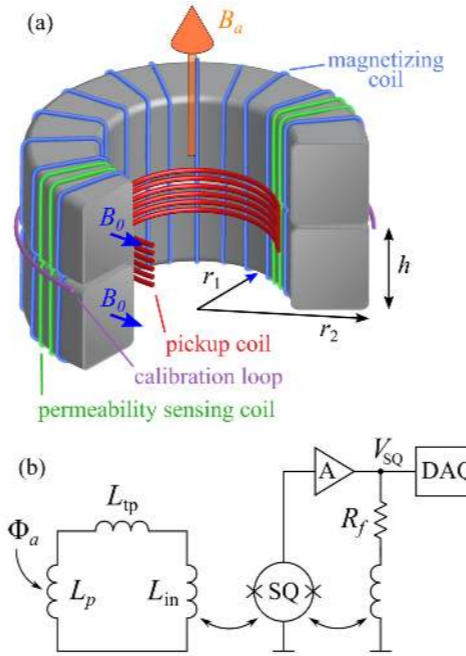 (a)
B_a
magnetizing
coil
B_0
B_0
r_1
h
r_2
pickup coil
calibration loop
permeability sensing coil
(b)
L_tp
Φ_a
L_p
L_in
A
V_SQ
DAQ
R_f
SQ